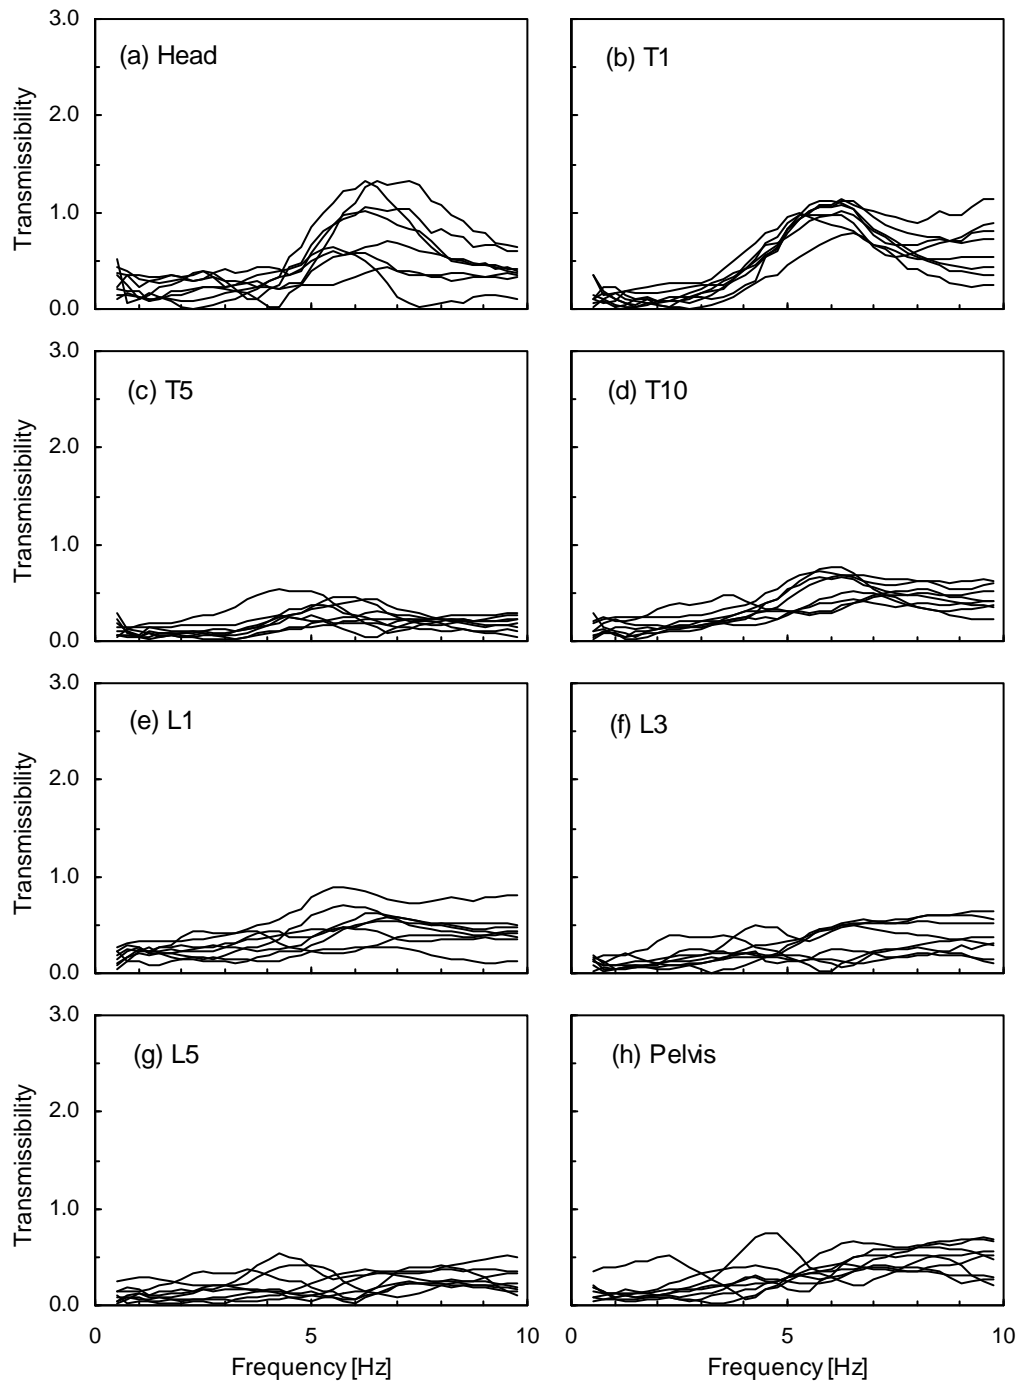 3.0
(a) Head
(b) T1
2.0
1.0
0.0
Transmissibility
3.0
(c) T5
(d) T10
2.0
1.0
0.0
Transmissibility
3.0
(e) L1
(f) L3
2.0
1.0
0.0
Transmissibility
3.0
(g) L5
(h) Pelvis
2.0
1.0
0.0
Transmissibility
0 5 10 0 5 10
Frequency [Hz] Frequency [Hz]